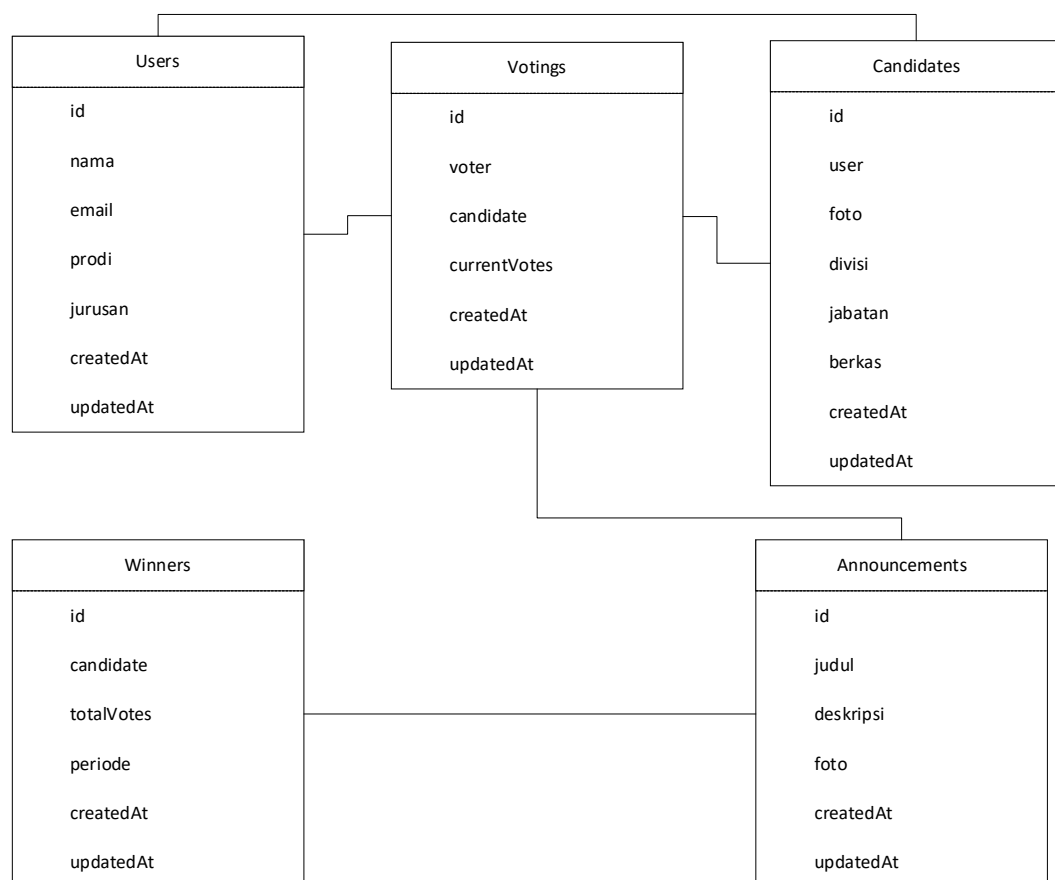 Users
id
nama
email
prodi
jurusan
createdAt
updatedAt
Votings
id
voter
candidate
currentVotes
createdAt
updatedAt
Candidates
id
user
foto
divisi
jabatan
berkas
createdAt
updatedAt
Winners
id
candidate
totalVotes
periode
createdAt
updatedAt
Announcements
id
judul
deskripsi
foto
createdAt
updatedAt